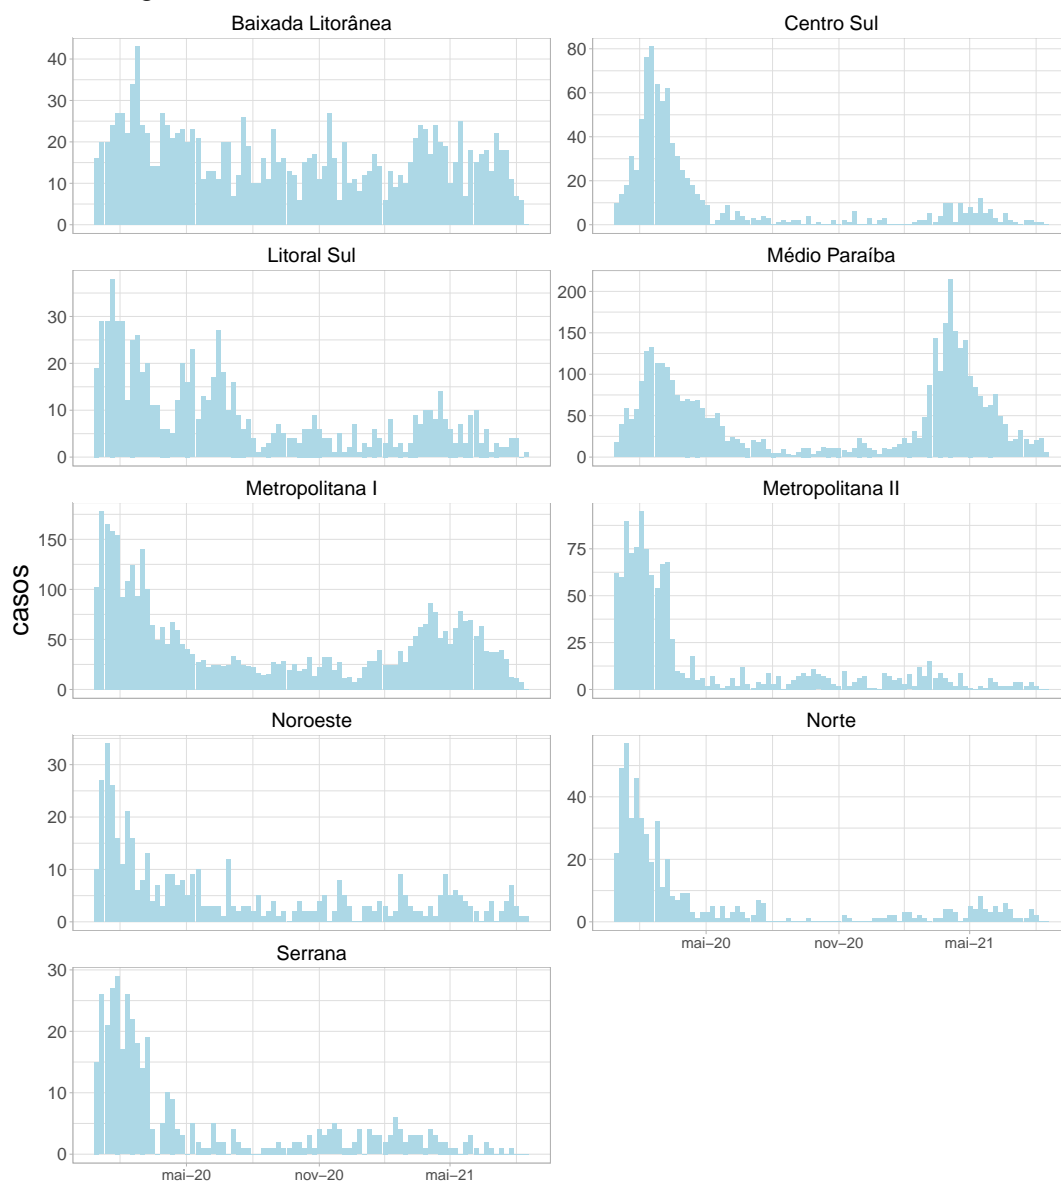 Baixada Litorânea
Centro Sul
40
30
20
10
0
80
60
40
20
0
Litoral Sul
Médio Paraíba
30
20
10
0
200
150
100
50
0
Metropolitana I
Metropolitana II
casos
150
100
50
0
75
50
25
0
Noroeste
Norte
30
20
10
0
40
20
0
mai−20
nov−20
mai−21
Serrana
30
20
10
0
mai−20
nov−20
mai−21